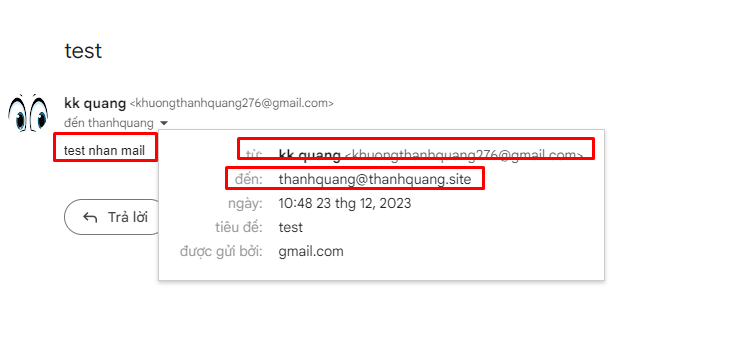 test
kk quang <khuongthanhquang276@gmail.com>
đến thanhquang
test nhan mail
từ: kk quang <khuongthanhquang276@gmail.com>
đến: thanhquang@thanhquang.site
ngày: 10:48 23 thg 12, 2023
tiêu đề: test
được gửi bởi: gmail.com
Trả lời